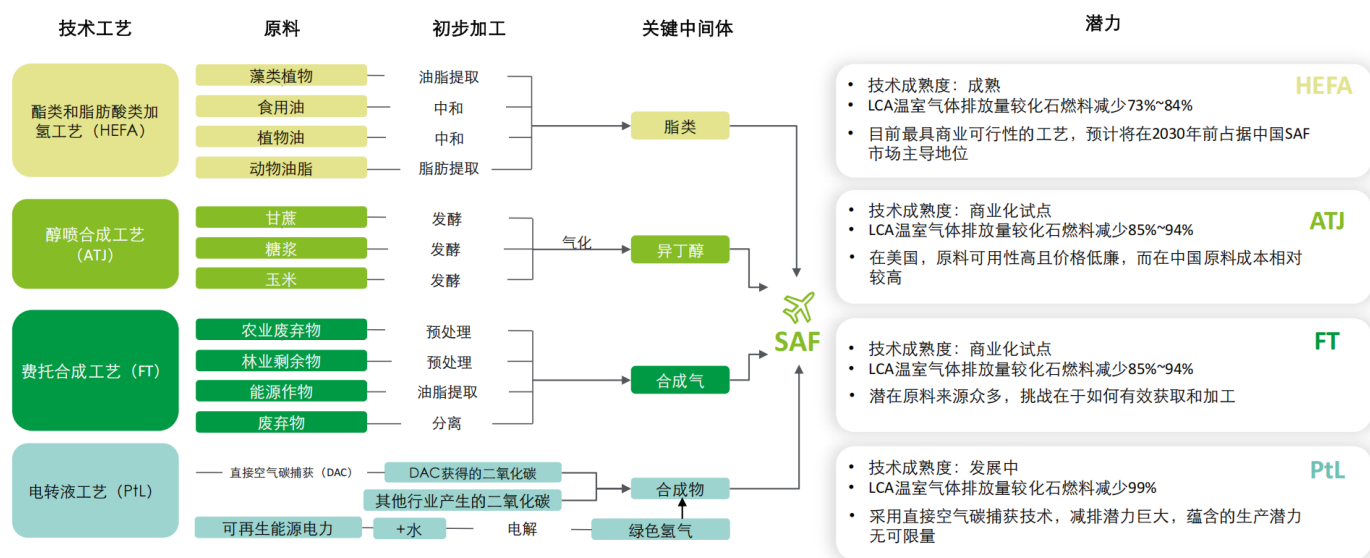 技术工艺
原料
初步加工
关键中间体
潜力
酯类和脂肪酸类加
氢工艺（HEFA）
藻类植物
油脂提取
食用油
中和
植物油
中和
动物油脂
脂肪提取
脂类
HEFA
• 技术成熟度：成熟
• LCA温室气体排放量较化石燃料减少73%~84%
• 目前最具商业可行性的工艺，预计将在2030年前占据中国SAF
市场主导地位
醇喷合成工艺
（ATJ）
甘蔗
发酵
糖浆
发酵
玉米
发酵
气化
异丁醇
ATJ
• 技术成熟度：商业化试点
• LCA温室气体排放量较化石燃料减少85%~94%
• 在美国，原料可用性高且价格低廉，而在中国原料成本相对
较高
SAF
费托合成工艺（FT）
农业废弃物
预处理
林业剩余物
预处理
能源作物
油脂提取
废弃物
分离
合成气
FT
• 技术成熟度：商业化试点
• LCA温室气体排放量较化石燃料减少85%~94%
• 潜在原料来源众多，挑战在于如何有效获取和加工
电转液工艺（PtL）
直接空气碳捕获（DAC）
DAC获得的二氧化碳
其他行业产生的二氧化碳
合成物
可再生能源电力
+水
电解
绿色氢气
PtL
• 技术成熟度：发展中
• LCA温室气体排放量较化石燃料减少99%
• 采用直接空气碳捕获技术，减排潜力巨大，蕴含的生产潜力
无可限量